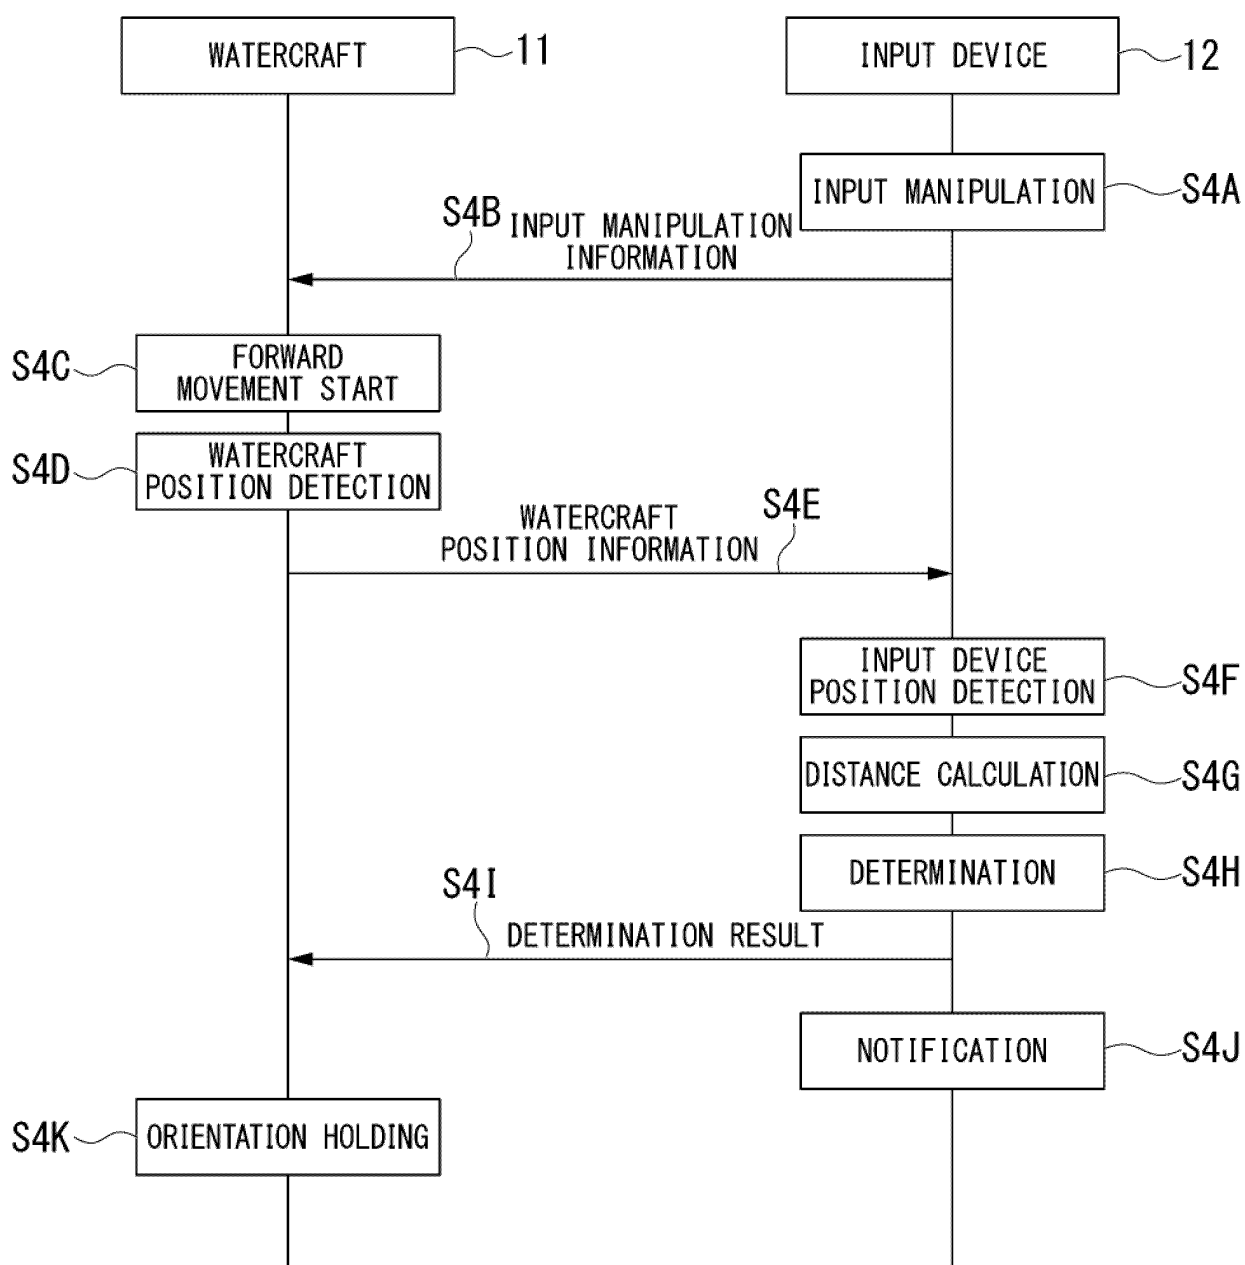 WATERCRAFT
11
INPUT DEVICE
12
INPUT MANIPULATION
S4A
S4B
INPUT MANIPULATION
INFORMATION
S4C
FORWARD
MOVEMENT START
S4D
WATERCRAFT
POSITION DETECTION
S4E
WATERCRAFT
POSITION INFORMATION
INPUT DEVICE
POSITION DETECTION
S4F
DISTANCE CALCULATION
S4G
DETERMINATION
S4H
S4I
DETERMINATION RESULT
NOTIFICATION
S4J
S4K
ORIENTATION HOLDING